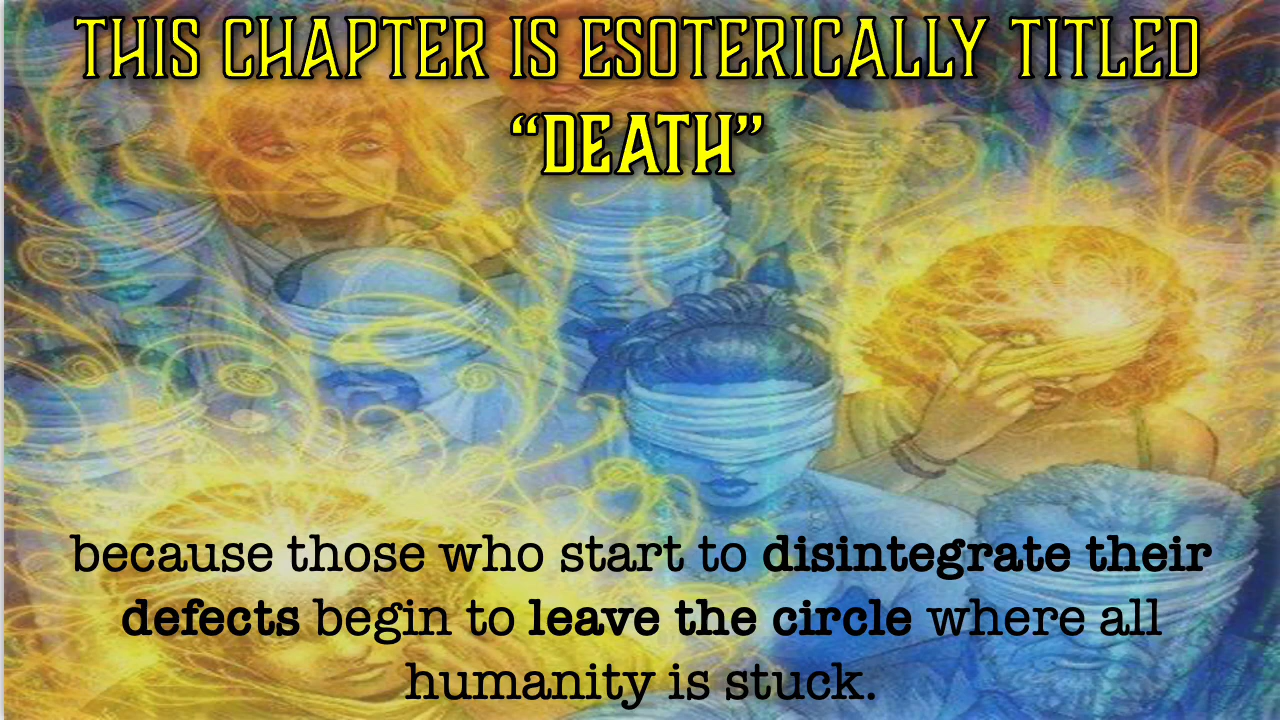 THIS CHAPTER IS ESOTERICALLY TITLED
“DEATH”
because those who start to disintegrate their
defects begin to leave the circle where all
humanity is stuck.